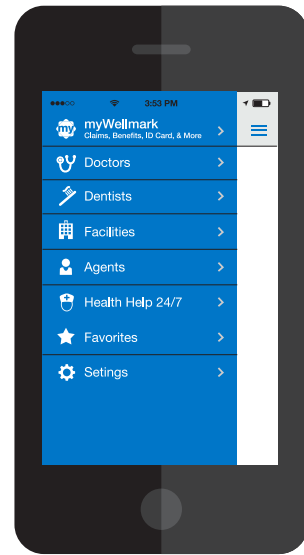 3:53 PM
my myWellmark
Claims, Benefits, ID Card, & More
Doctors
Dentists
Facilities
Agents
Health Help 24/7
Favorites
Setings